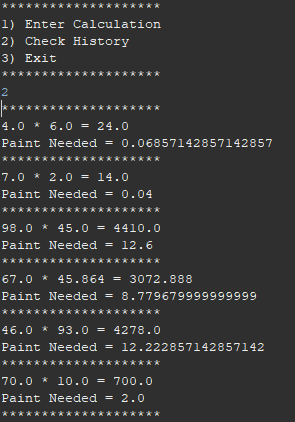 ********************
1) Enter Calculation
2) Check History
3) Exit
********************
2
********************
4.0 * 6.0 = 24.0
Paint Needed = 0.06857142857142857
********************
7.0 * 2.0 = 14.0
Paint Needed = 0.04
********************
98.0 * 45.0 = 4410.0
Paint Needed = 12.6
********************
67.0 * 45.864 = 3072.888
Paint Needed = 8.779679999999999
********************
46.0 * 93.0 = 4278.0
Paint Needed = 12.222857142857142
********************
70.0 * 10.0 = 700.0
Paint Needed = 2.0
********************